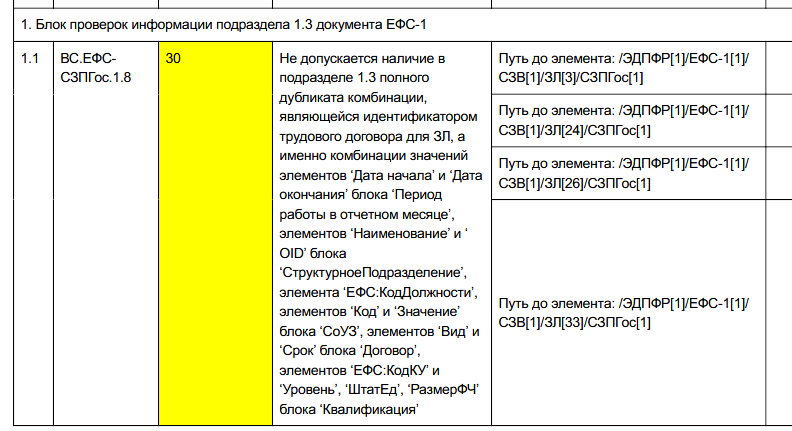 1. Блок проверок информации подраздела 1.3 документа ЕФС-1
1.1
ВС.ЕФС-
СЗПГос.1.8
30
Не допускается наличие в
подразделе 1.3 полного
дубликата комбинации,
являющейся идентификатором
трудового договора для ЗЛ, а
именно комбинации значений
элементов ‘Дата начала’ и ‘Дата
окончания’ блока ‘Период
работы в отчетном месяце’,
элементов ‘Наименование’ и ‘
OID’ блока
‘СтруктурноеПодразделение’,
элемента ‘ЕФС:КодДолжности’,
элементов ‘Код’ и ‘Значение’
блока ‘СоУЗ’, элементов ‘Вид’ и
‘Срок’ блока ‘Договор’,
элементов ‘ЕФС:КодКУ’ и
‘Уровень’, ‘ШтатЕд’, ‘РазмерФЧ’
блока ‘Квалификация’
Путь до элемента: /ЭДПФР[1]/ЕФС-1[1]/
СЗВ[1]/ЗЛ[3]/СЗПГос[1]
Путь до элемента: /ЭДПФР[1]/ЕФС-1[1]/
СЗВ[1]/ЗЛ[24]/СЗПГос[1]
Путь до элемента: /ЭДПФР[1]/ЕФС-1[1]/
СЗВ[1]/ЗЛ[26]/СЗПГос[1]
Путь до элемента: /ЭДПФР[1]/ЕФС-1[1]/
СЗВ[1]/ЗЛ[33]/СЗПГос[1]